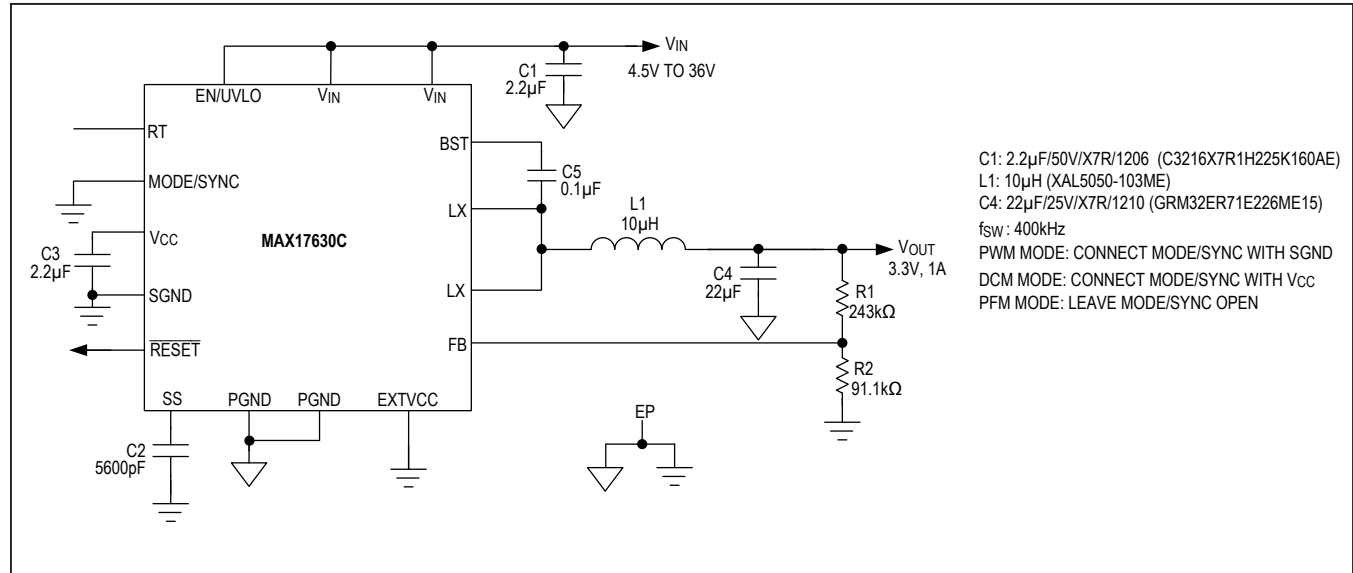 VIN
4.5V TO 36V
C1
2.2µF
EN/UVLO
VIN
VIN
RT
BST
MODE/SYNC
C5
0.1µF
LX
L1
10µH
VCC
MAX17630C
C3
2.2µF
VOUT
3.3V, 1A
C4
22µF
LX
R1
243kΩ
SGND
RESET
FB
R2
91.1kΩ
SS
PGND
PGND
EXTVCC
EP
C2
5600pF
C1: 2.2µF/50V/X7R/1206 (C3216X7R1H225K160AE)
L1: 10µH (XAL5050-103ME)
C4: 22µF/25V/X7R/1210 (GRM32ER71E226ME15)
fSW : 400kHz
PWM MODE: CONNECT MODE/SYNC WITH SGND
DCM MODE: CONNECT MODE/SYNC WITH VCC
PFM MODE: LEAVE MODE/SYNC OPEN